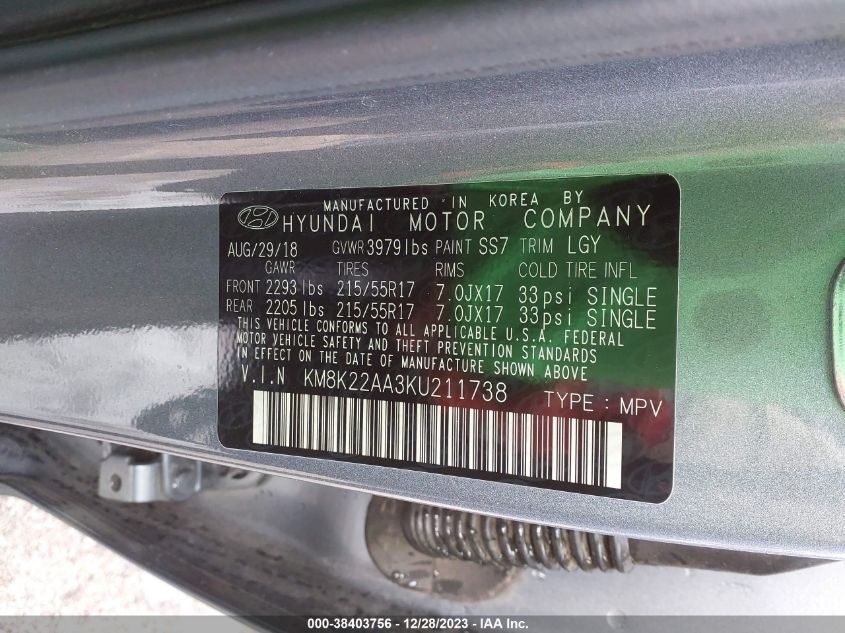 MANUFACTURED IN KOREA BY
HYUNDAI MOTOR COMPANY
AUG/29/18 GVWR 3979lbs PAINT SS7 TRIM LGY
GAWR TIRES RIMS COLD TIRE INFL
FRONT 2293 lbs 215/55R17 7.0JX17 33psi SINGLE
REAR 2205 lbs 215/55R17 7.0JX17 33psi SINGLE
THIS VEHICLE CONFORMS TO ALL APPLICABLE U.S.A. FEDERAL
MOTOR VEHICLE SAFETY AND THEFT PREVENTION STANDARDS
IN EFFECT ON THE DATE OF MANUFACTURE SHOWN ABOVE
V.I.N KM8K22AA3KU211738 TYPE : MPV
000-38403756 - 12/28/2023 - © IAA Inc.